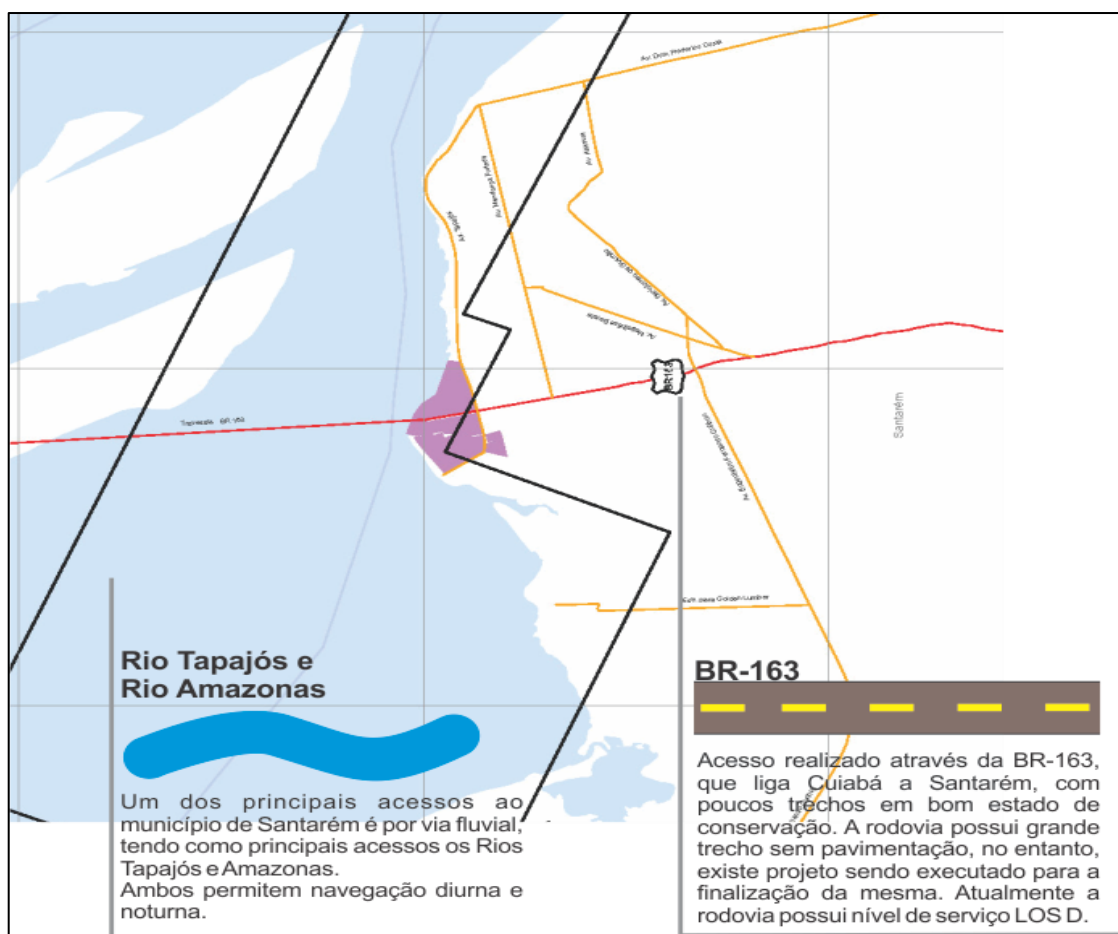 Av. Tapajós
Santarém
BR163
Rio Tapajós e
Rio Amazonas
Um dos principais acessos ao
município de Santarém é por via fluvial,
tendo como principais acessos os Rios
Tapajós e Amazonas.
Ambos permitem navegação diurna e
noturna.
BR-163
Acesso realizado através da BR-163,
que liga Cuiabá a Santarém, com
poucos trechos em bom estado de
conservação. A rodovia possui grande
trecho sem pavimentação, no entanto,
existe projeto sendo executado para a
finalização da mesma. Atualmente a
rodovia possui nível de serviço LOS D.